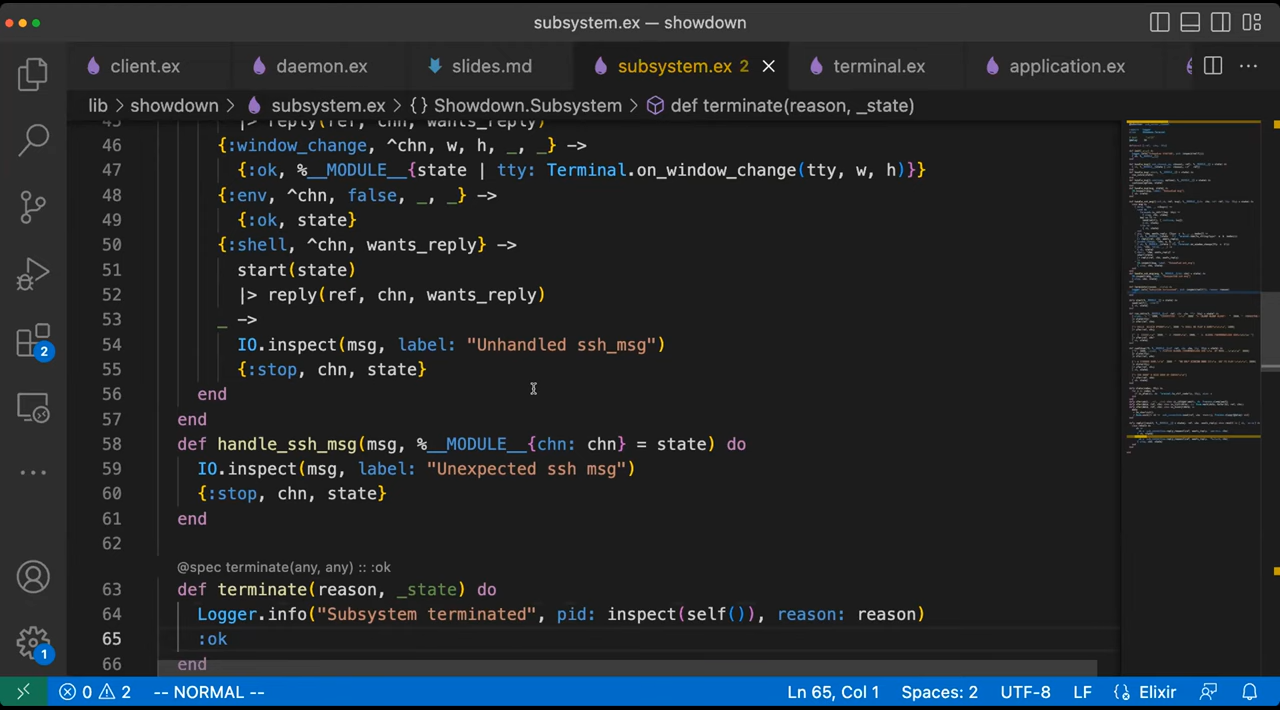 subsystem.ex — showdown
client.ex daemon.ex slides.md subsystem.ex 2 terminal.ex application.ex
lib > showdown > subsystem.ex > {} Showdown.Subsystem > def terminate(reason, _state)
45 |> reply(ref, chn, wants_reply)
46 {:window_change, ^chn, w, h, _, _} ->
47 {:ok, %__MODULE__{state | tty: Terminal.on_window_change(tty, w, h)}}
48 {:env, ^chn, false, _, _} ->
49 {:ok, state}
50 {:shell, ^chn, wants_reply} ->
51 start(state)
52 |> reply(ref, chn, wants_reply)
53 _ ->
54 IO.inspect(msg, label: "Unhandled ssh_msg")
55 {:stop, chn, state}
56 end
57 end
58 def handle_ssh_msg(msg, %__MODULE__{chn: chn} = state) do
59 IO.inspect(msg, label: "Unexpected ssh msg")
60 {:stop, chn, state}
61 end
62
@spec terminate(any, any) :: :ok
63 def terminate(reason, _state) do
64 Logger.info("Subsystem terminated", pid: inspect(self()), reason: reason)
65 :ok
66 end
2
1
0 2 -- NORMAL -- Ln 65, Col 1 Spaces: 2 UTF-8 LF Elixir